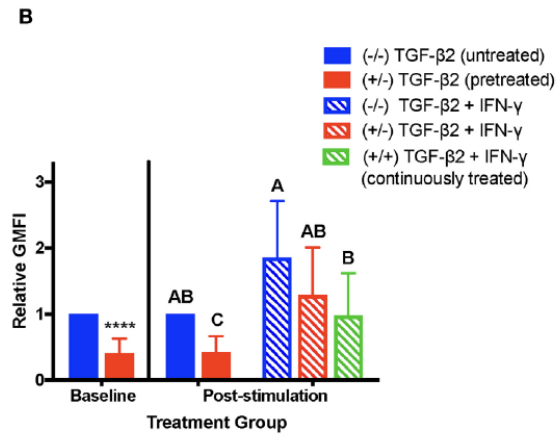 B
(-/-) TGF-β2 (untreated)
(+/-) TGF-β2 (pretreated)
(-/-) TGF-β2 + IFN-γ
(+/-) TGF-β2 + IFN-γ
(+/+) TGF-β2 + IFN-γ
(continuously treated)
Relative GMFI
3
2
1
0
****
AB
C
A
AB
B
Baseline
Post-stimulation
Treatment Group